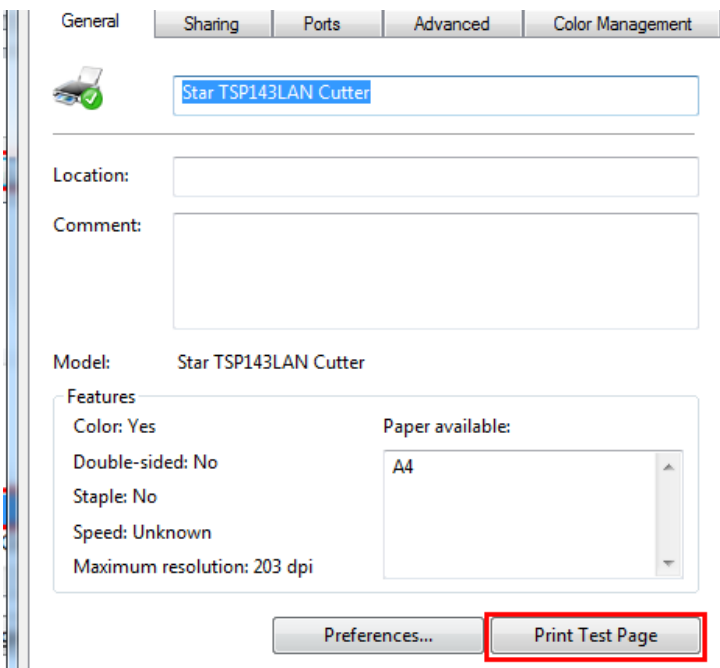 General Sharing Ports Advanced Color Management
Star TSP143LAN Cutter
Location:
Comment:
Model: Star TSP143LAN Cutter
Features
Color: Yes Paper available:
Double-sided: No A4
Staple: No
Speed: Unknown
Maximum resolution: 203 dpi
Preferences... Print Test Page